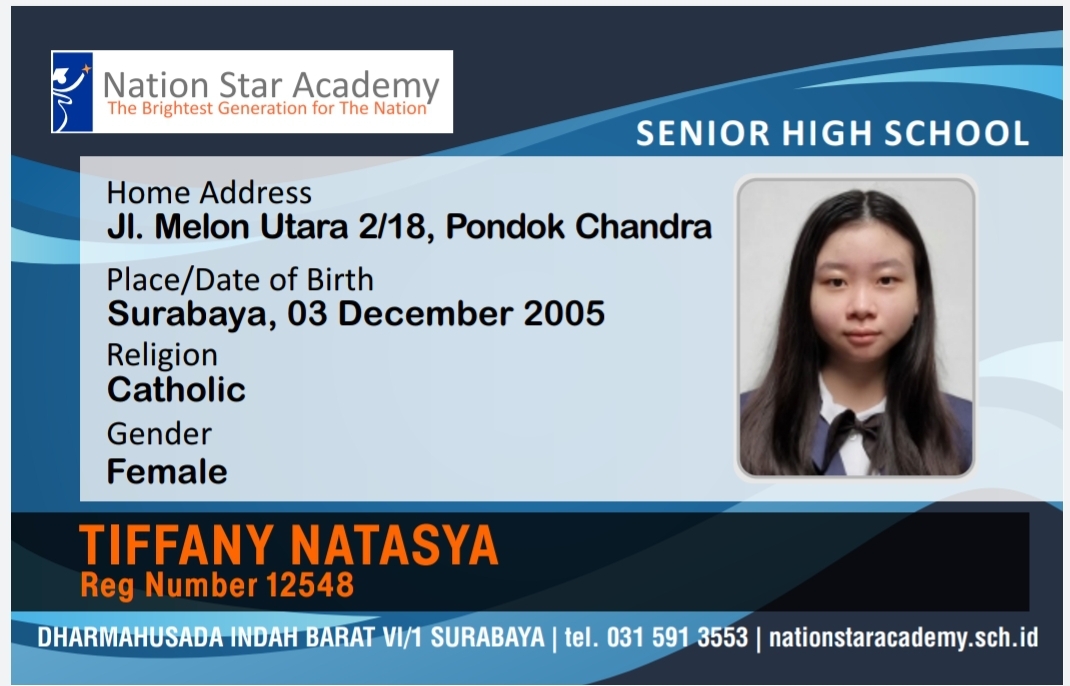 Nation Star Academy
The Brightest Generation for The Nation
SENIOR HIGH SCHOOL
Home Address
Jl. Melon Utara 2/18, Pondok Chandra
Place/Date of Birth
Surabaya, 03 December 2005
Religion
Catholic
Gender
Female
TIFFANY NATASYA
Reg Number 12548
DHARMAHUSADA INDAH BARAT VI/1 SURABAYA | tel. 031 591 3553 | nationstaracademy.sch.id